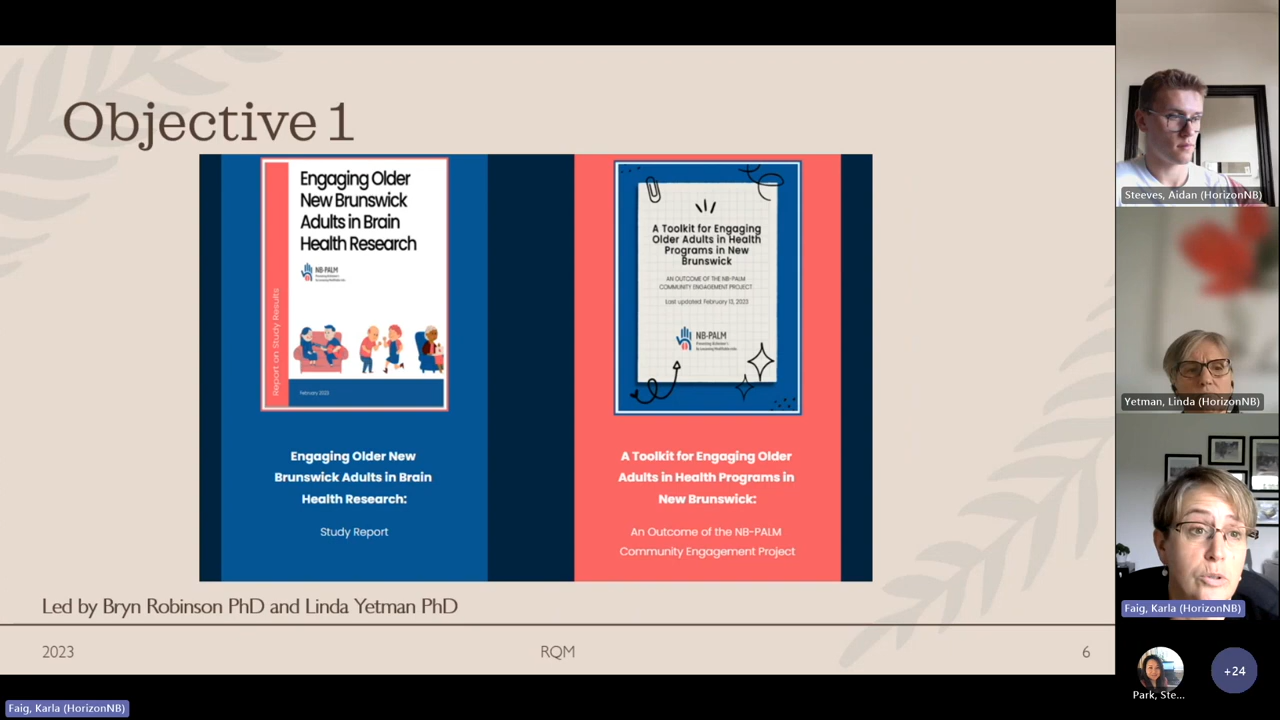 Objective 1
Engaging Older
New Brunswick
Adults in Brain
Health Research
NB-PALM
Report on Study Results
February 2023
Engaging Older New
Brunswick Adults in Brain
Health Research:
Study Report
A Toolkit for Engaging
Older Adults in Health
Programs in New
Brunswick
AN OUTCOME OF THE NB-PALM
COMMUNITY ENGAGEMENT PROJECT
Last updated: February 13, 2023
NB-PALM
A Toolkit for Engaging Older
Adults in Health Programs in
New Brunswick:
An Outcome of the NB-PALM
Community Engagement Project
Led by Bryn Robinson PhD and Linda Yetman PhD
2023
RQM
6
Steeves, Aidan (HorizonNB)
Yetman, Linda (HorizonNB)
Faig, Karla (HorizonNB)
Park, Ste...
+24
Faig, Karla (HorizonNB)